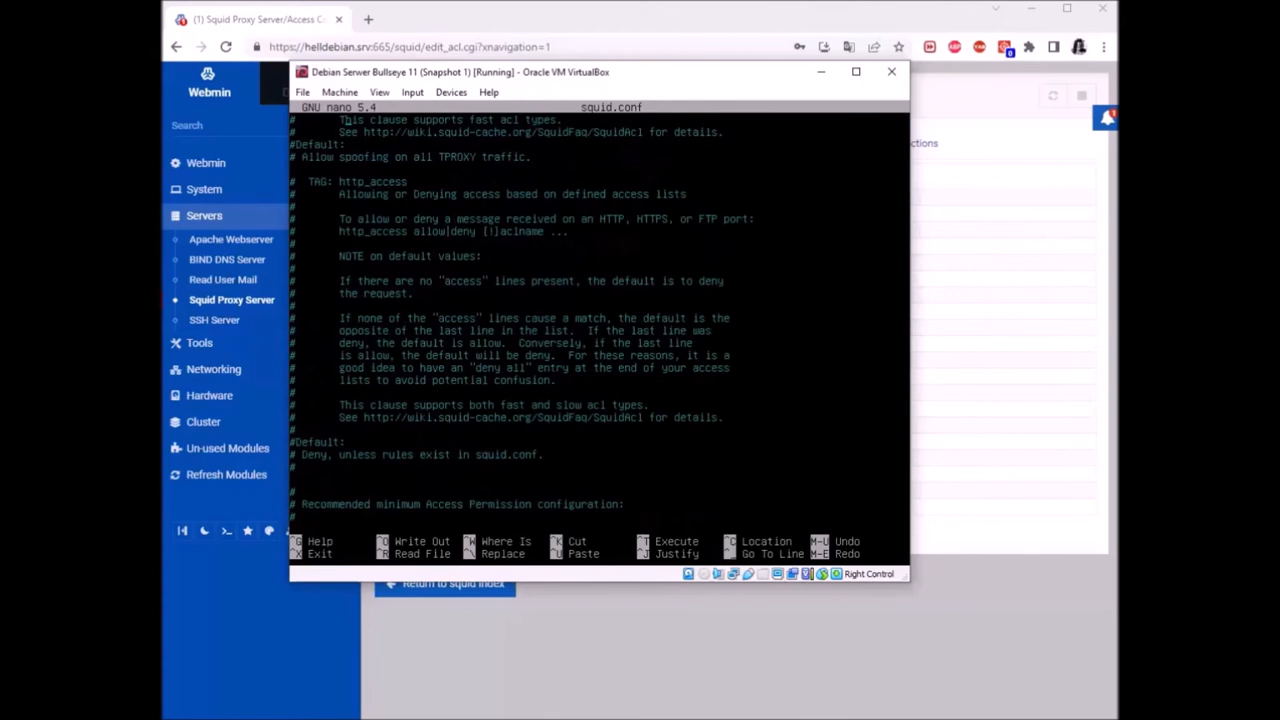 (1) Squid Proxy Server/Access Co
https://helldebian.srv:665/squid/edit_acl.cgi?xnavigation=1
0
Webmin
Search
Webmin
System
Servers
Apache Webserver
BIND DNS Server
Read User Mail
Squid Proxy Server
SSH Server
Tools
Networking
Hardware
Cluster
Un-used Modules
Refresh Modules
Debian Serwer Bullseye 11 (Snapshot 1) [Running] - Oracle VM VirtualBox
File Machine View Input Devices Help
GNU nano 5.4 squid.conf
# This clause supports fast acl types.
# See http://wiki.squid-cache.org/SquidFaq/SquidAcl for details.
#Default:
# Allow spoofing on all TPROXY traffic.
# TAG: http_access
# Allowing or Denying access based on defined access lists
#
# To allow or deny a message received on an HTTP, HTTPS, or FTP port:
# http_access allow|deny [!]aclname ...
#
# NOTE on default values:
#
# If there are no "access" lines present, the default is to deny
# the request.
#
# If none of the "access" lines cause a match, the default is the
# opposite of the last line in the list. If the last line was
# deny, the default is allow. Conversely, if the last line
# is allow, the default will be deny. For these reasons, it is a
# good idea to have an "deny all" entry at the end of your access
# lists to avoid potential confusion.
#
# This clause supports both fast and slow acl types.
# See http://wiki.squid-cache.org/SquidFaq/SquidAcl for details.
#
#Default:
# Deny, unless rules exist in squid.conf.
#
#
# Recommended minimum Access Permission configuration:
#
^G Help ^O Write Out ^W Where Is ^K Cut ^T Execute ^C Location M-U Undo
^X Exit ^R Read File ^\ Replace ^U Paste ^J Justify ^_ Go To Line M-E Redo
Right Control
ctions
Return to squid index